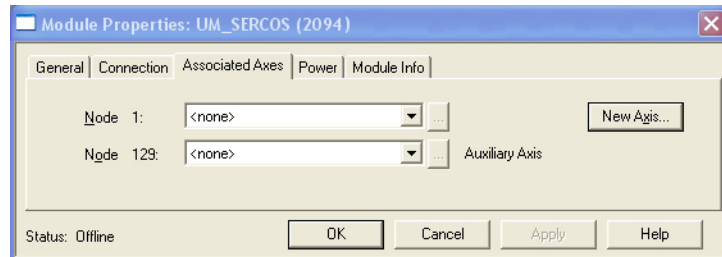 Module Properties: UM_SERCOS (2094)
General Connection Associated Axes Power Module Info
Node 1: <none> ... New Axis...
Node 129: <none> ... Auxiliary Axis
Status: Offline OK Cancel Apply Help